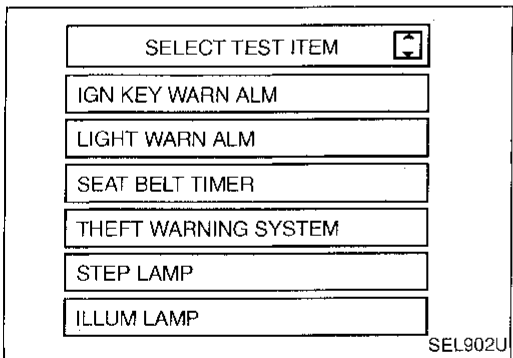 SELECT TEST ITEM
IGN KEY WARN ALM
LIGHT WARN ALM
SEAT BELT TIMER
THEFT WARNING SYSTEM
STEP LAMP
ILLUM LAMP
SEL902U